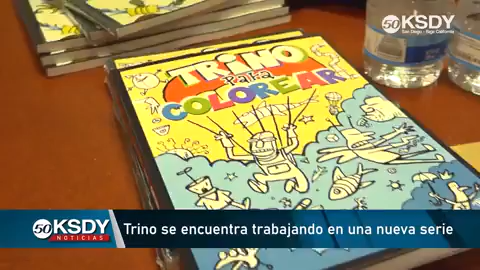 50 KSDY
San Diego - Baja California
TRINO
PARA
COLOREAR
50 KSDY
NOTICIAS
Trino se encuentra trabajando en una nueva serie